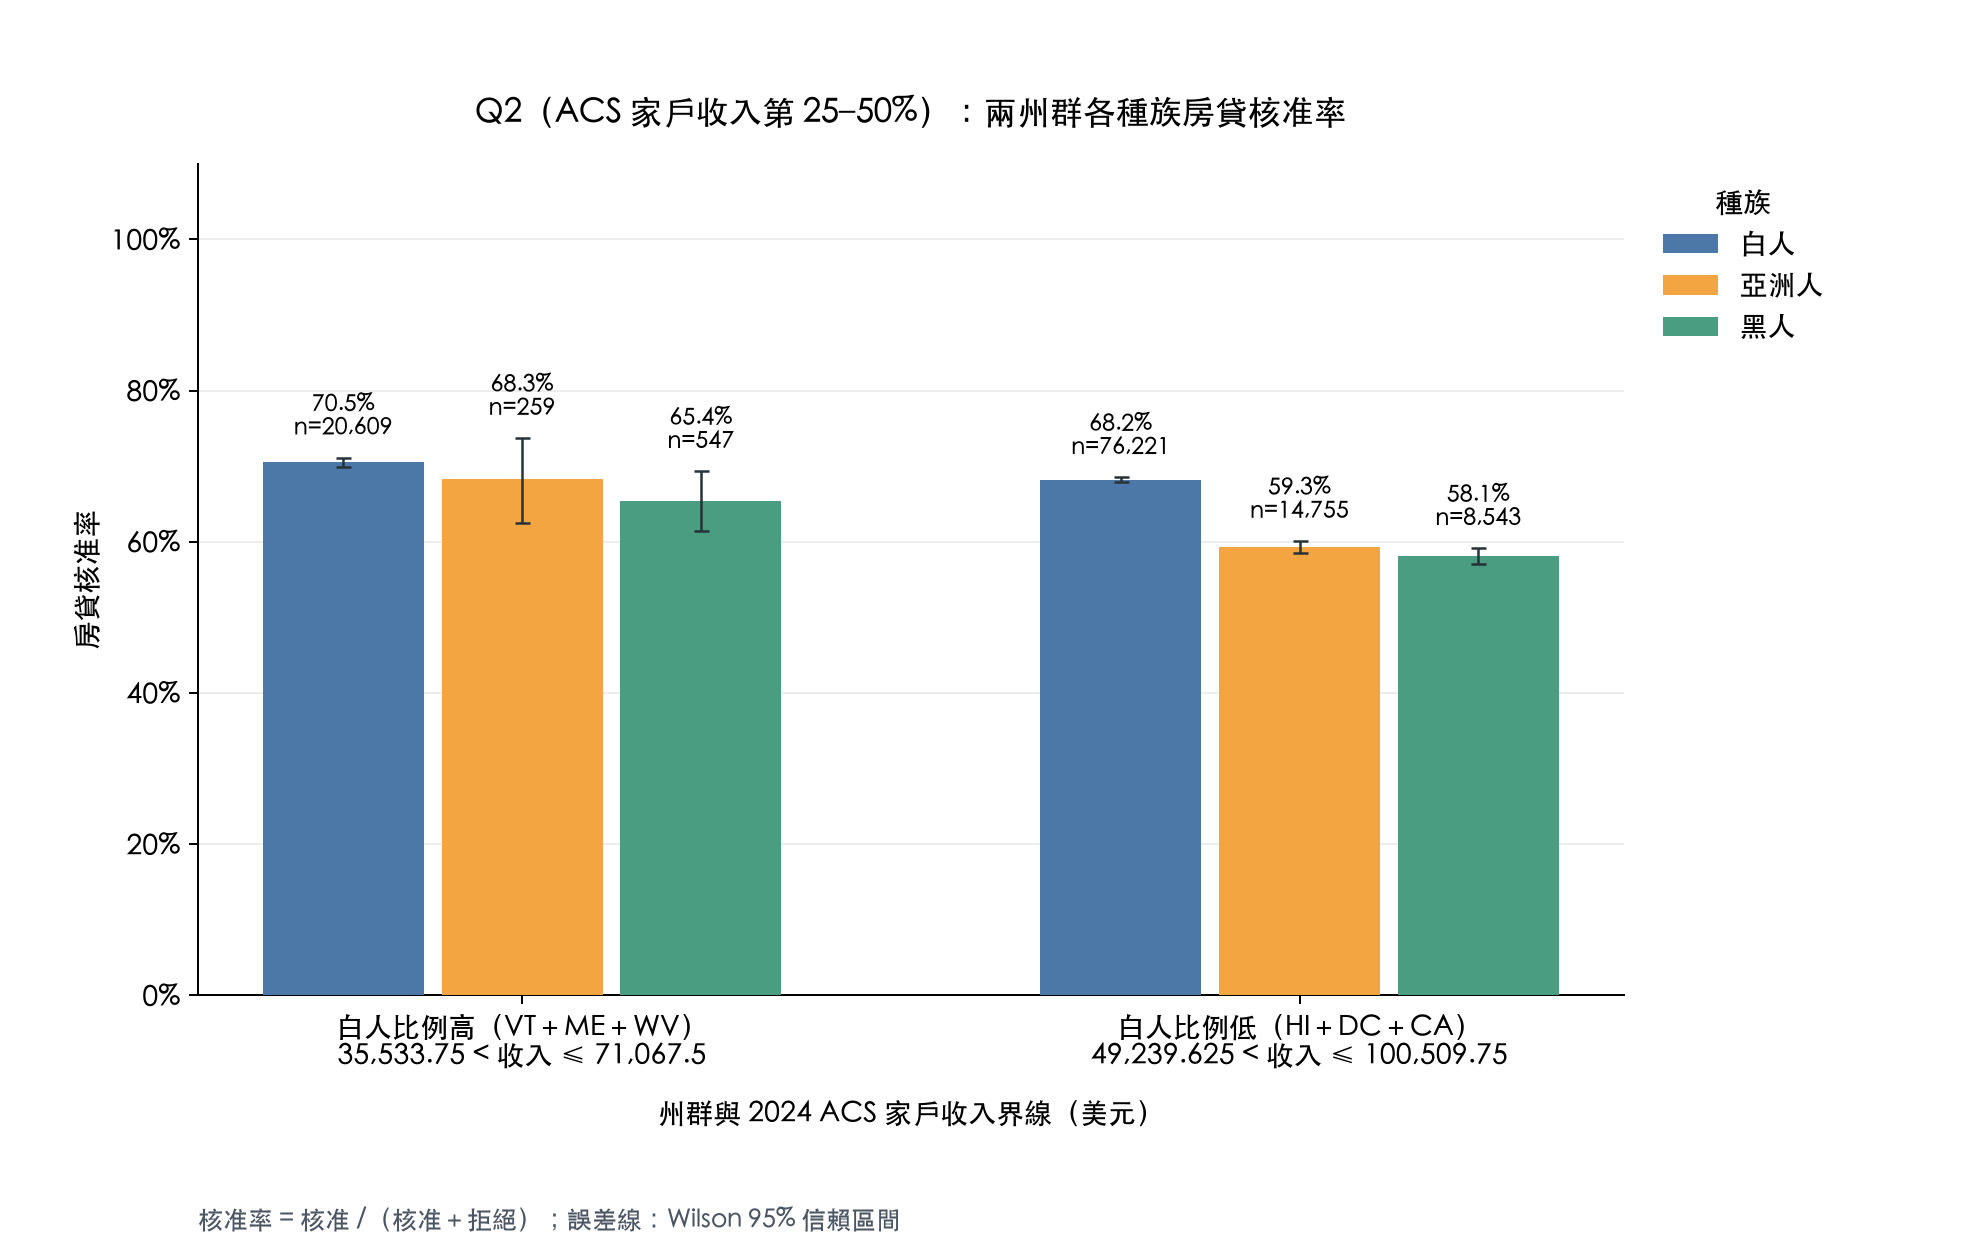 Q2（ACS 家戶收入第 25–50%）：兩州群各種族房貸核准率
種族
白人
亞洲人
黑人
房貸核准率
100%
80%
60%
40%
20%
0%
70.5%
n=20,609
68.3%
n=259
65.4%
n=547
68.2%
n=76,221
59.3%
n=14,755
58.1%
n=8,543
白人比例高（VT + ME + WV）
35,533.75 < 收入 ≤ 71,067.5
白人比例低（HI + DC + CA）
49,239.625 < 收入 ≤ 100,509.75
州群與 2024 ACS 家戶收入界線（美元）
核准率 = 核准 /（核准 + 拒絕）；誤差線：Wilson 95% 信賴區間